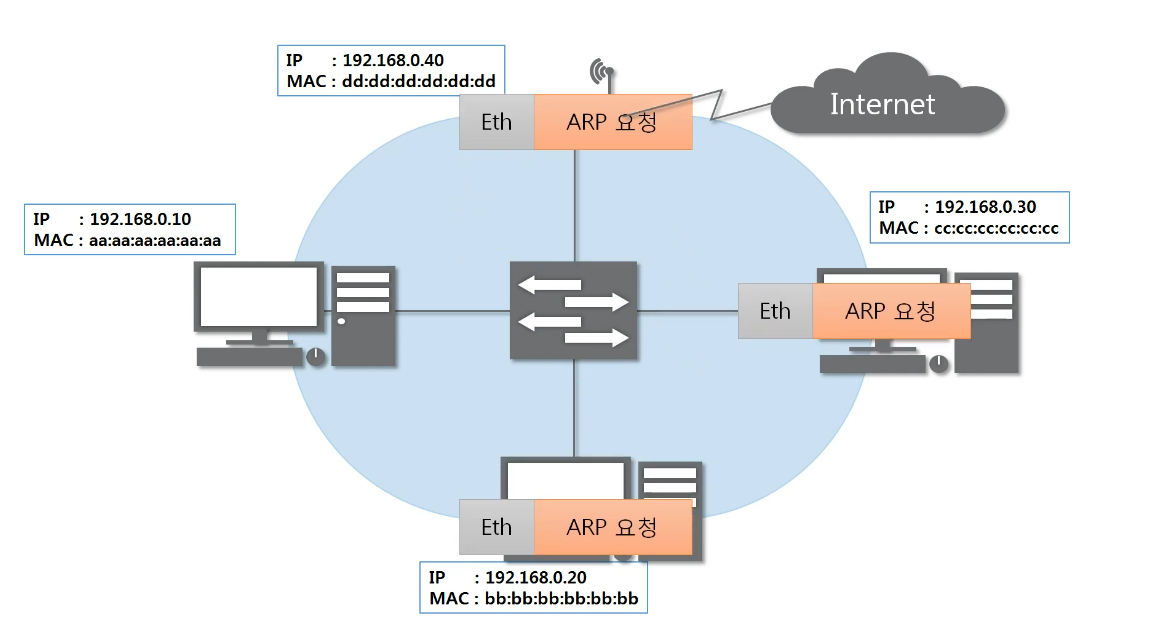 IP : 192.168.0.40
MAC : dd:dd:dd:dd:dd:dd
Eth ARP 요청
Internet
IP : 192.168.0.10
MAC : aa:aa:aa:aa:aa:aa
IP : 192.168.0.30
MAC : cc:cc:cc:cc:cc:cc
Eth ARP 요청
Eth ARP 요청
IP : 192.168.0.20
MAC : bb:bb:bb:bb:bb:bb